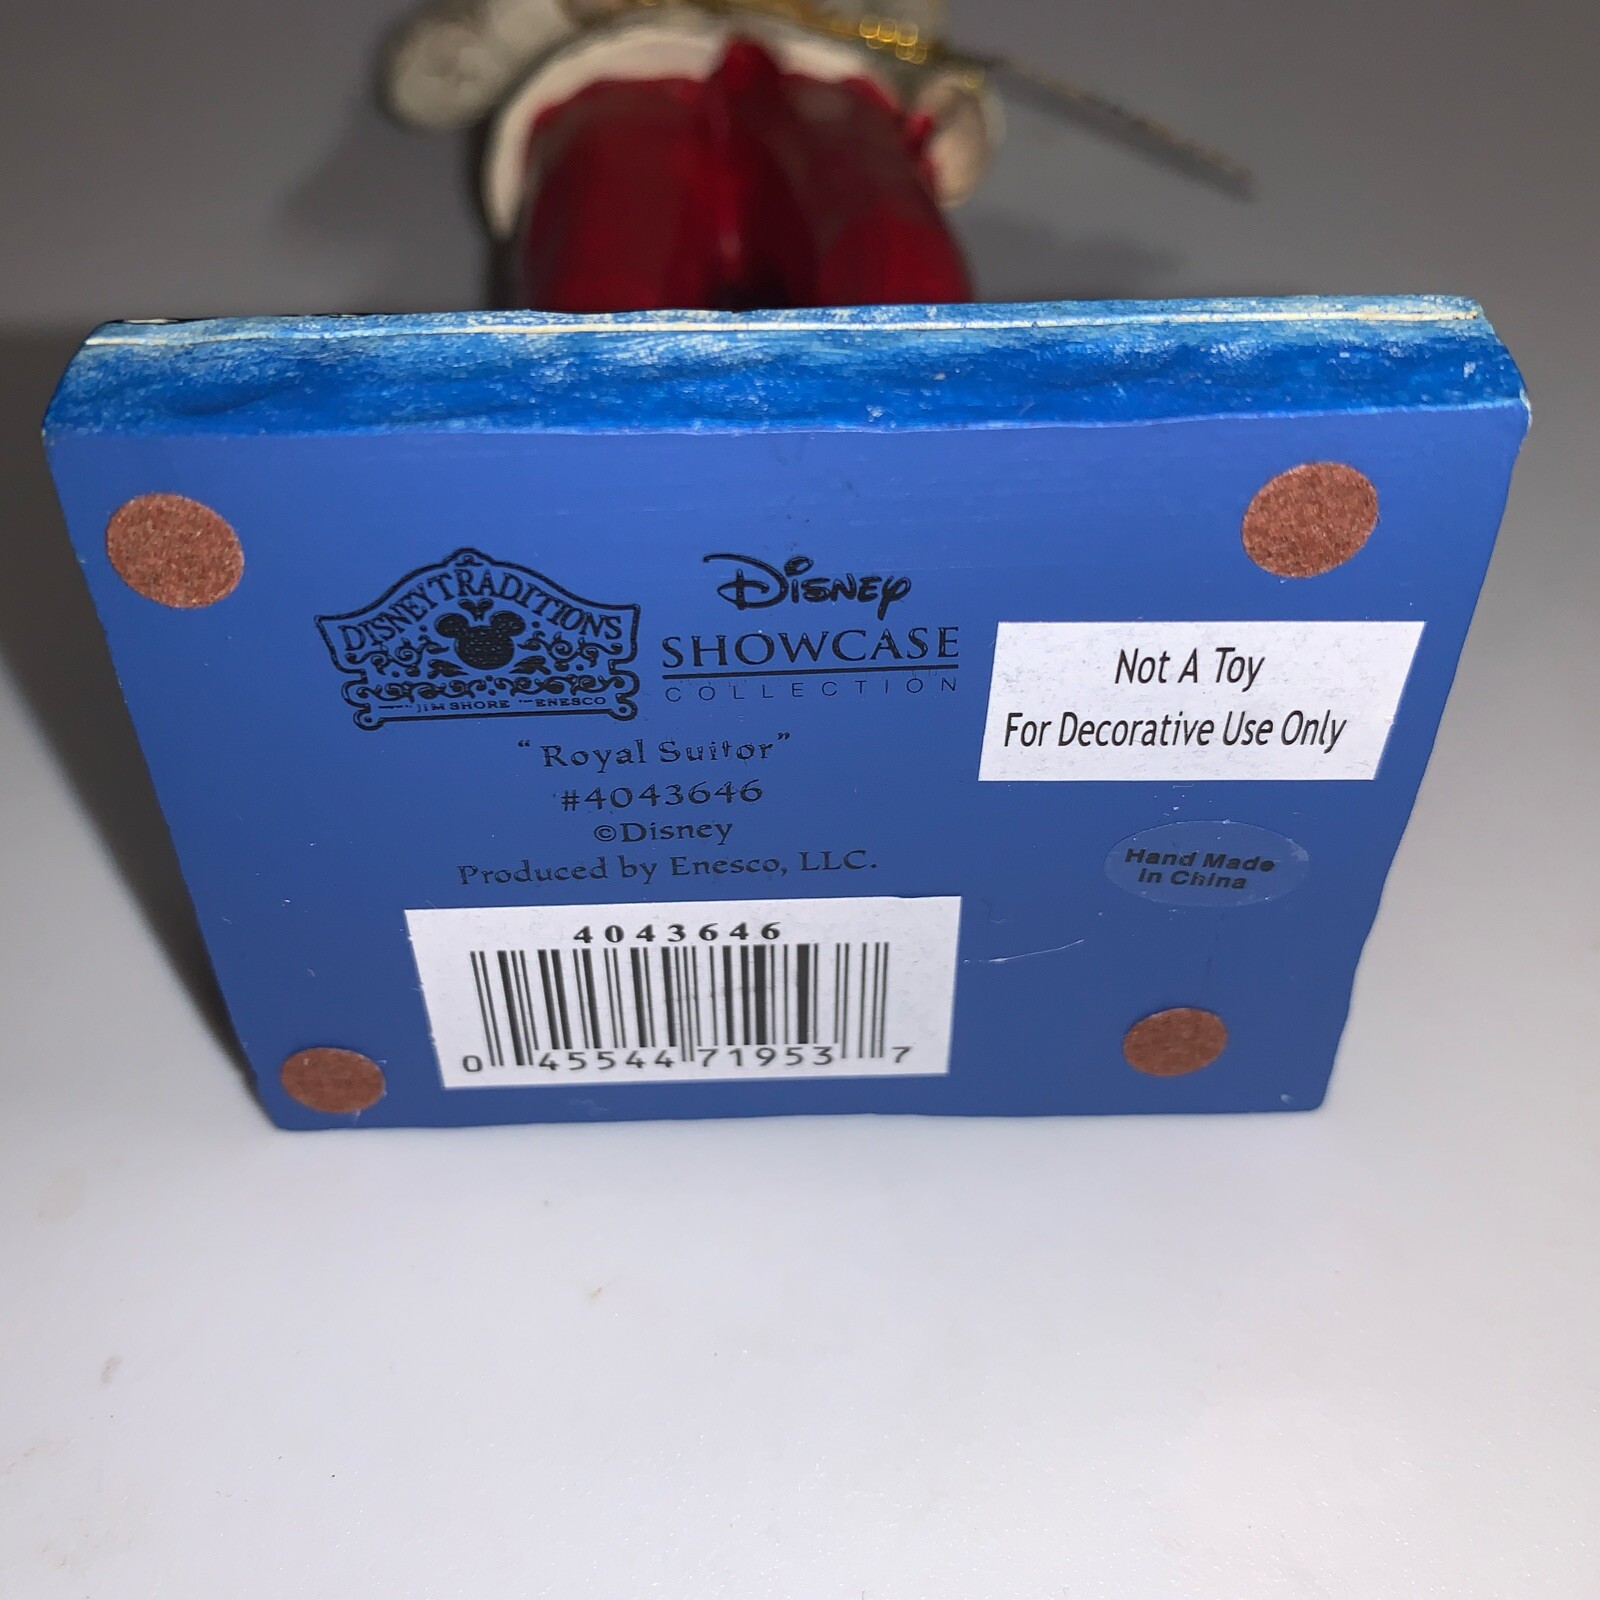 DISNEY TRADITIONS
JIM SHORE ENESCO
Disney
SHOWCASE
COLLECTION
"Royal Suitor"
#4043646
©Disney
Produced by Enesco, LLC.
Not A Toy
For Decorative Use Only
Hand Made
in China
4043646
0 45544 71953 7